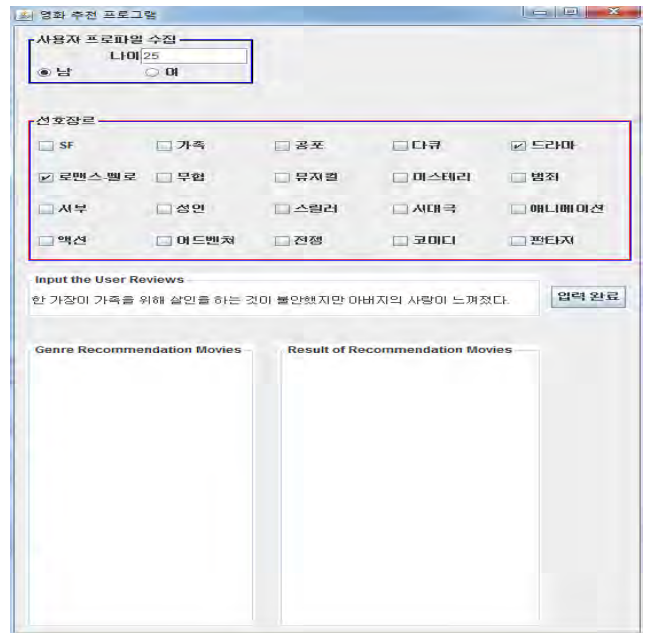 영화 추천 프로그램
사용자 프로파일 수집
나이 25
남 여
선호장르
SF 가족 공포 다큐 드라마
로맨스·멜로 무협 뮤지컬 미스테리 범죄
서부 성인 스릴러 시대극 애니메이션
액션 어드벤쳐 전쟁 코미디 판타지
Input the User Reviews
한 가장이 가족을 위해 살인를 하는 것이 불안했지만 아버지의 사랑이 느껴졌다. 입력 완료
Genre Recommendation Movies Result of Recommendation Movies